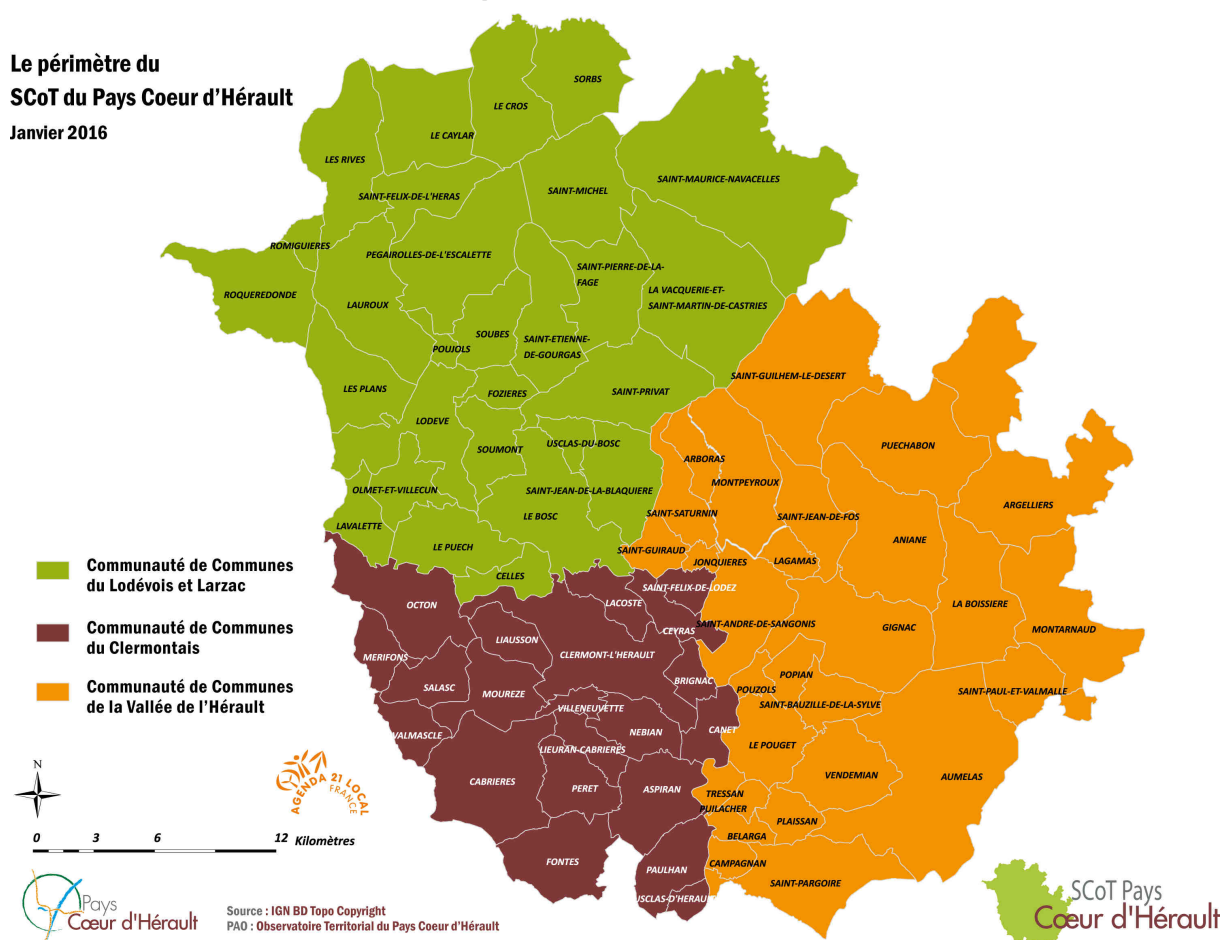 Le périmètre du
SCoT du Pays Coeur d'Hérault
Janvier 2016
SORBS
LE CROS
LE CAYLAR
LES RIVES
SAINT-MAURICE-NAVACELLES
SAINT-MICHEL
SAINT-FELIX-DE-L'HERAS
ROMIGUIERES
PEGAIROLLES-DE-L'ESCALETTE
SAINT-PIERRE-DE-LA-
FAGE
ROQUEREDONDE
LA VACQUERIE-ET-
SAINT-MARTIN-DE-CASTRIES
LAUROUX
SOUBES
SAINT-ETIENNE-
DE-GOURGAS
POUJOLS
SAINT-GUILHEM-LE-DESERT
LES PLANS
FOZIERES
SAINT-PRIVAT
LODEVE
USCLAS-DU-BOSC
PUECHABON
SOUMONT
ARBORAS
MONTPEYROUX
OLMET-ET-VILLECUN
SAINT-JEAN-DE-LA-BLAQUIERE
ARGELLIERS
LE BOSC
SAINT-SATURNIN
SAINT-JEAN-DE-FOS
LAVALETTE
ANIANE
LE PUECH
SAINT-GUIRAUD
JONQUIERES
LAGAMAS
CELLES
SAINT-FELIX-DE-LODEZ
OCTON
LACOSTE
LA BOISSIERE
SAINT-ANDRE-DE-SANGONIS
CEYRAS
GIGNAC
MONTARNAUD
LIAUSSON
CLERMONT-L'HERAULT
MERIFONS
POPIAN
BRIGNAC
SALASC
MOUREZE
POUZOLS
SAINT-PAUL-ET-VALMALLE
SAINT-BAUZILLE-DE-LA-SYLVE
VILLENEUVETTE
NEBIAN
CANET
VALMASCLE
LE POUGET
LIEURAN-CABRIERES
VENDEMIAN
AUMELAS
CABRIERES
PERET
ASPIRAN
TRESSAN
PUILACHER
PLAISSAN
BELARGA
FONTES
CAMPAGNAN
PAULHAN
SAINT-PARGOIRE
USCLAS-D'HERAULT
Communauté de Communes
du Lodévois et Larzac
Communauté de Communes
du Clermontais
Communauté de Communes
de la Vallée de l'Hérault
N
AGENDA 21 LOCAL
FRANCE
0 3 6 12 Kilomètres
Pays
Cœur d'Hérault
Source : IGN BD Topo Copyright
PAO : Observatoire Territorial du Pays Coeur d'Hérault
SCoT Pays
Cœur d'Hérault